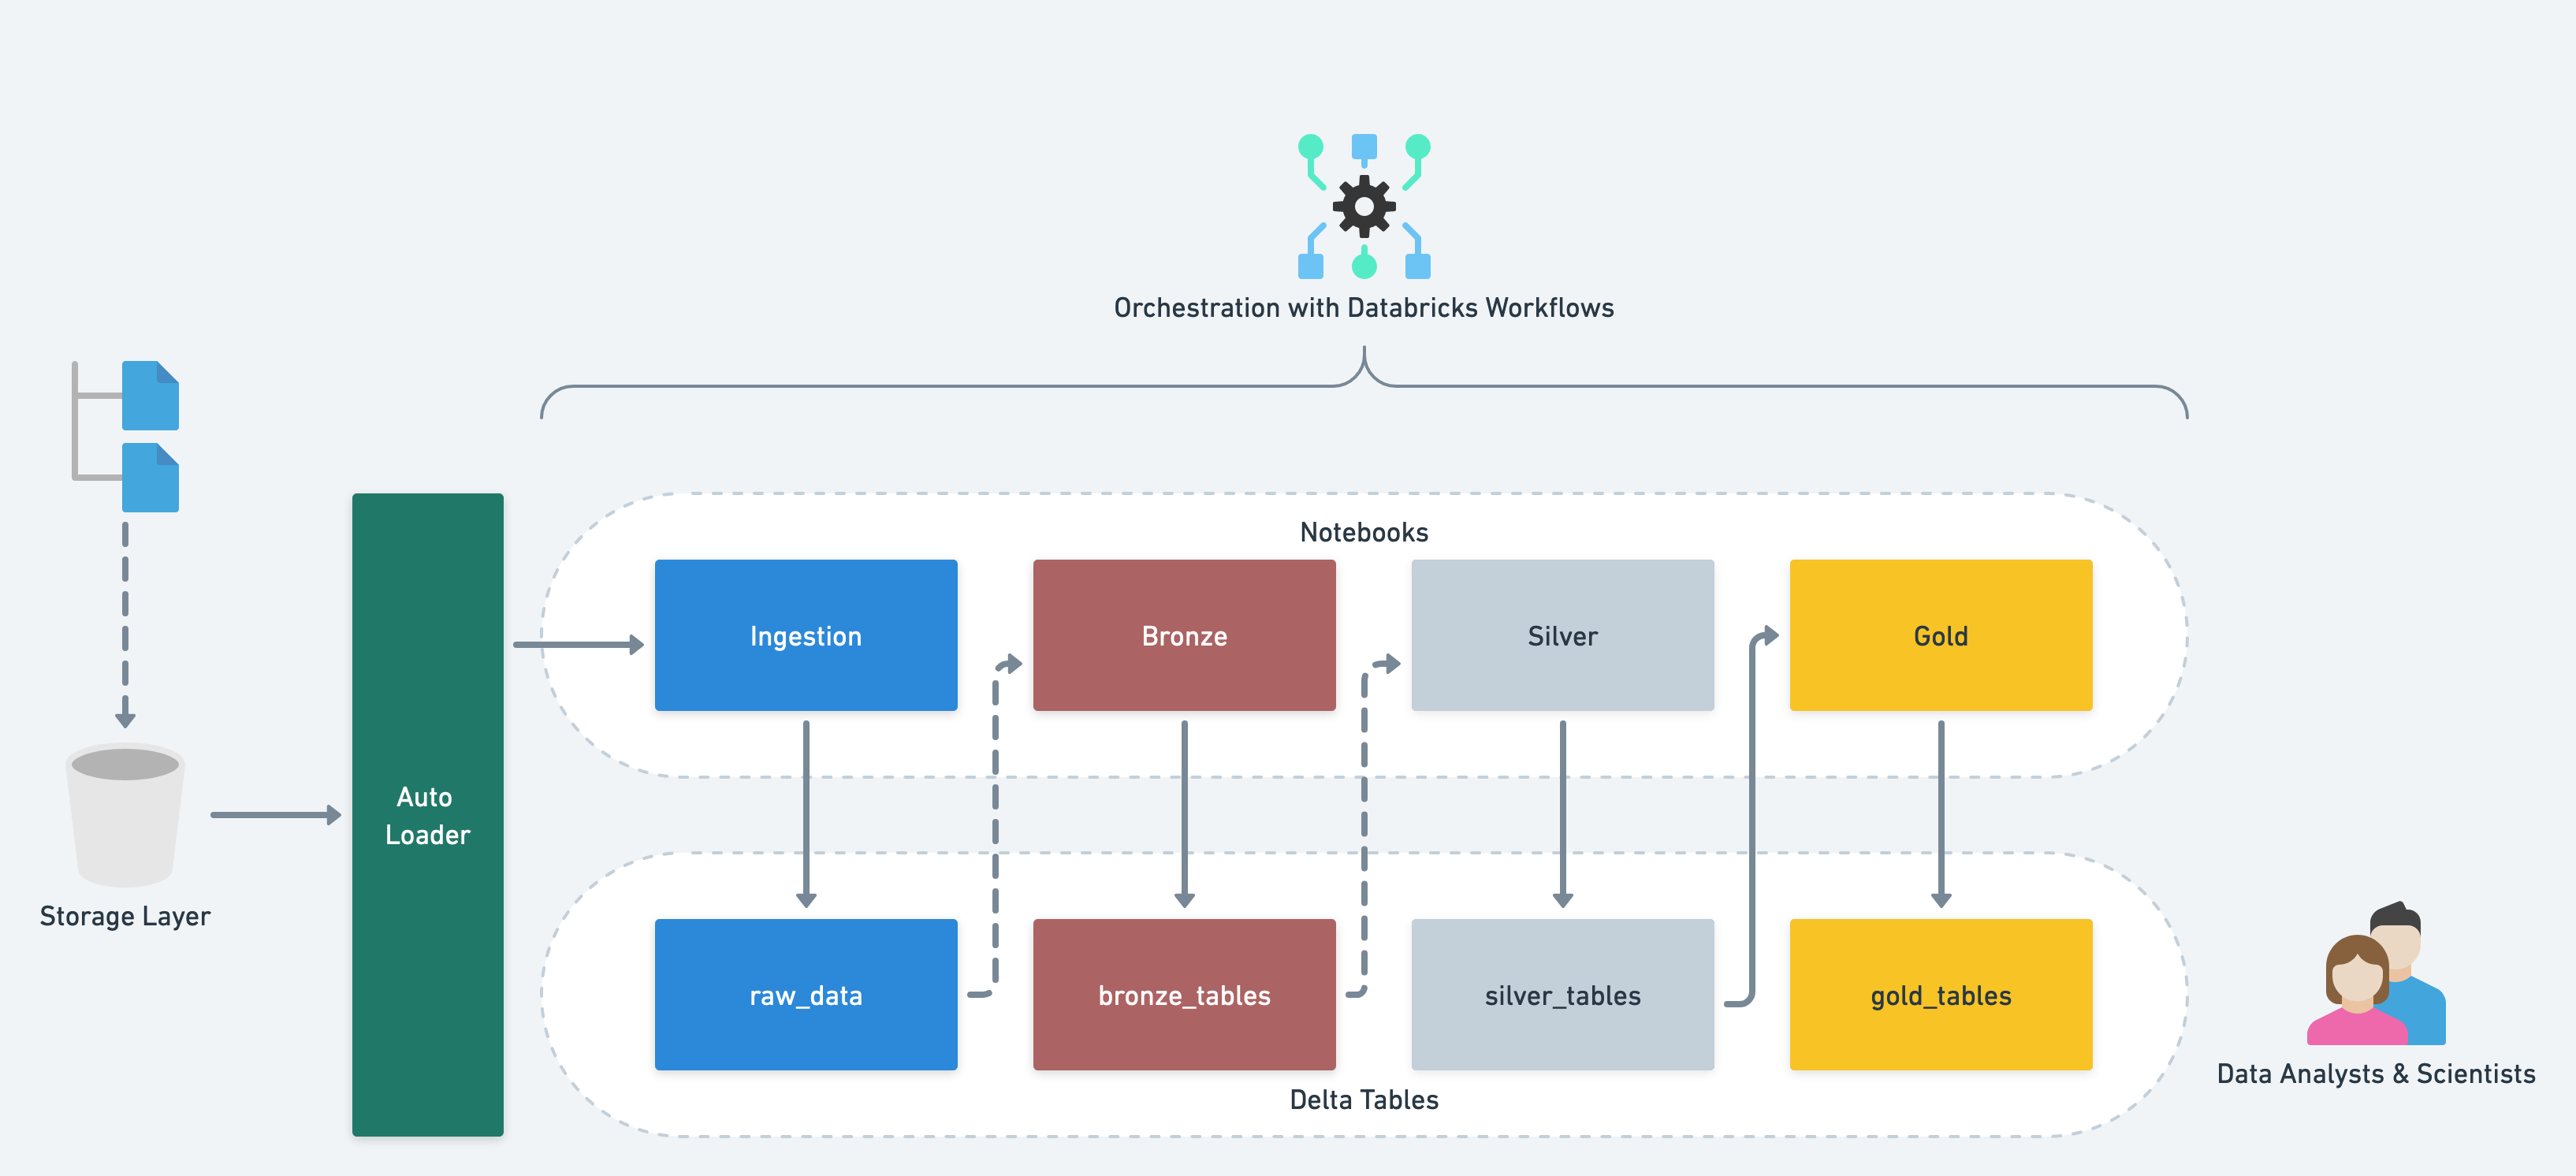 Orchestration with Databricks Workflows
Notebooks
Ingestion
Bronze
Silver
Gold
Auto
Loader
Storage Layer
raw_data
bronze_tables
silver_tables
gold_tables
Data Analysts & Scientists
Delta Tables